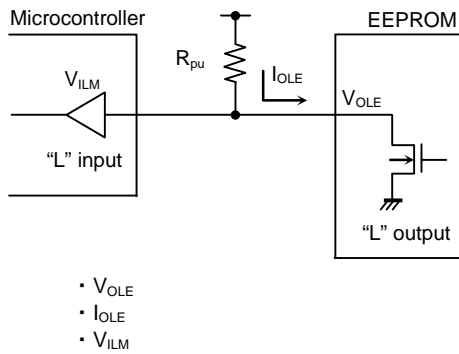 Microcontroller
EEPROM
R_pu
I_OLE
V_ILM
V_OLE
“L” input
“L” output
・V_OLE
・I_OLE
・V_ILM